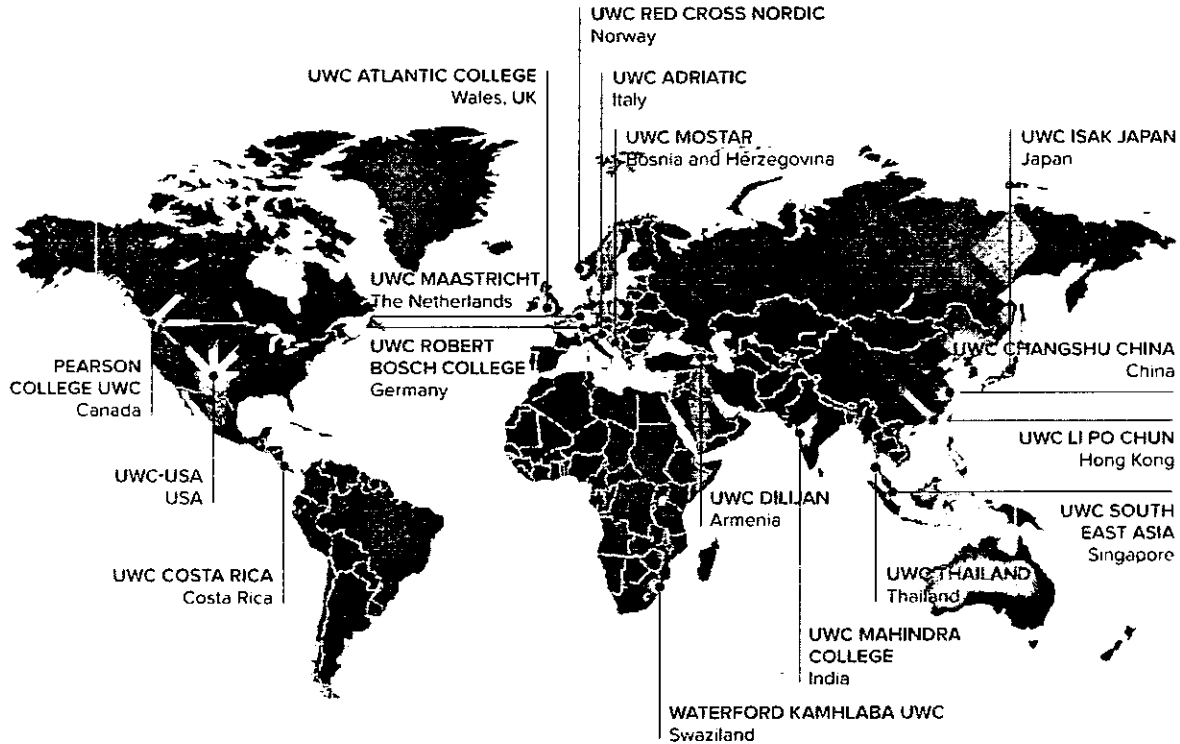 UWC RED CROSS NORDIC
Norway
UWC ATLANTIC COLLEGE
Wales, UK
UWC ADRIATIC
Italy
UWC MOSTAR
Bosnia and Herzegovina
UWC ISAK JAPAN
Japan
UWC MAASTRICHT
The Netherlands
UWC ROBERT
BOSCH COLLEGE
Germany
PEARSON
COLLEGE UWC
Canada
UWC CHANGSHU CHINA
China
UWC LI PO CHUN
Hong Kong
UWC-USA
USA
UWC DILIJAN
Armenia
UWC SOUTH
EAST ASIA
Singapore
UWC COSTA RICA
Costa Rica
UWC THAILAND
Thailand
UWC MAHINDRA
COLLEGE
India
WATERFORD KAMHLABA UWC
Swaziland